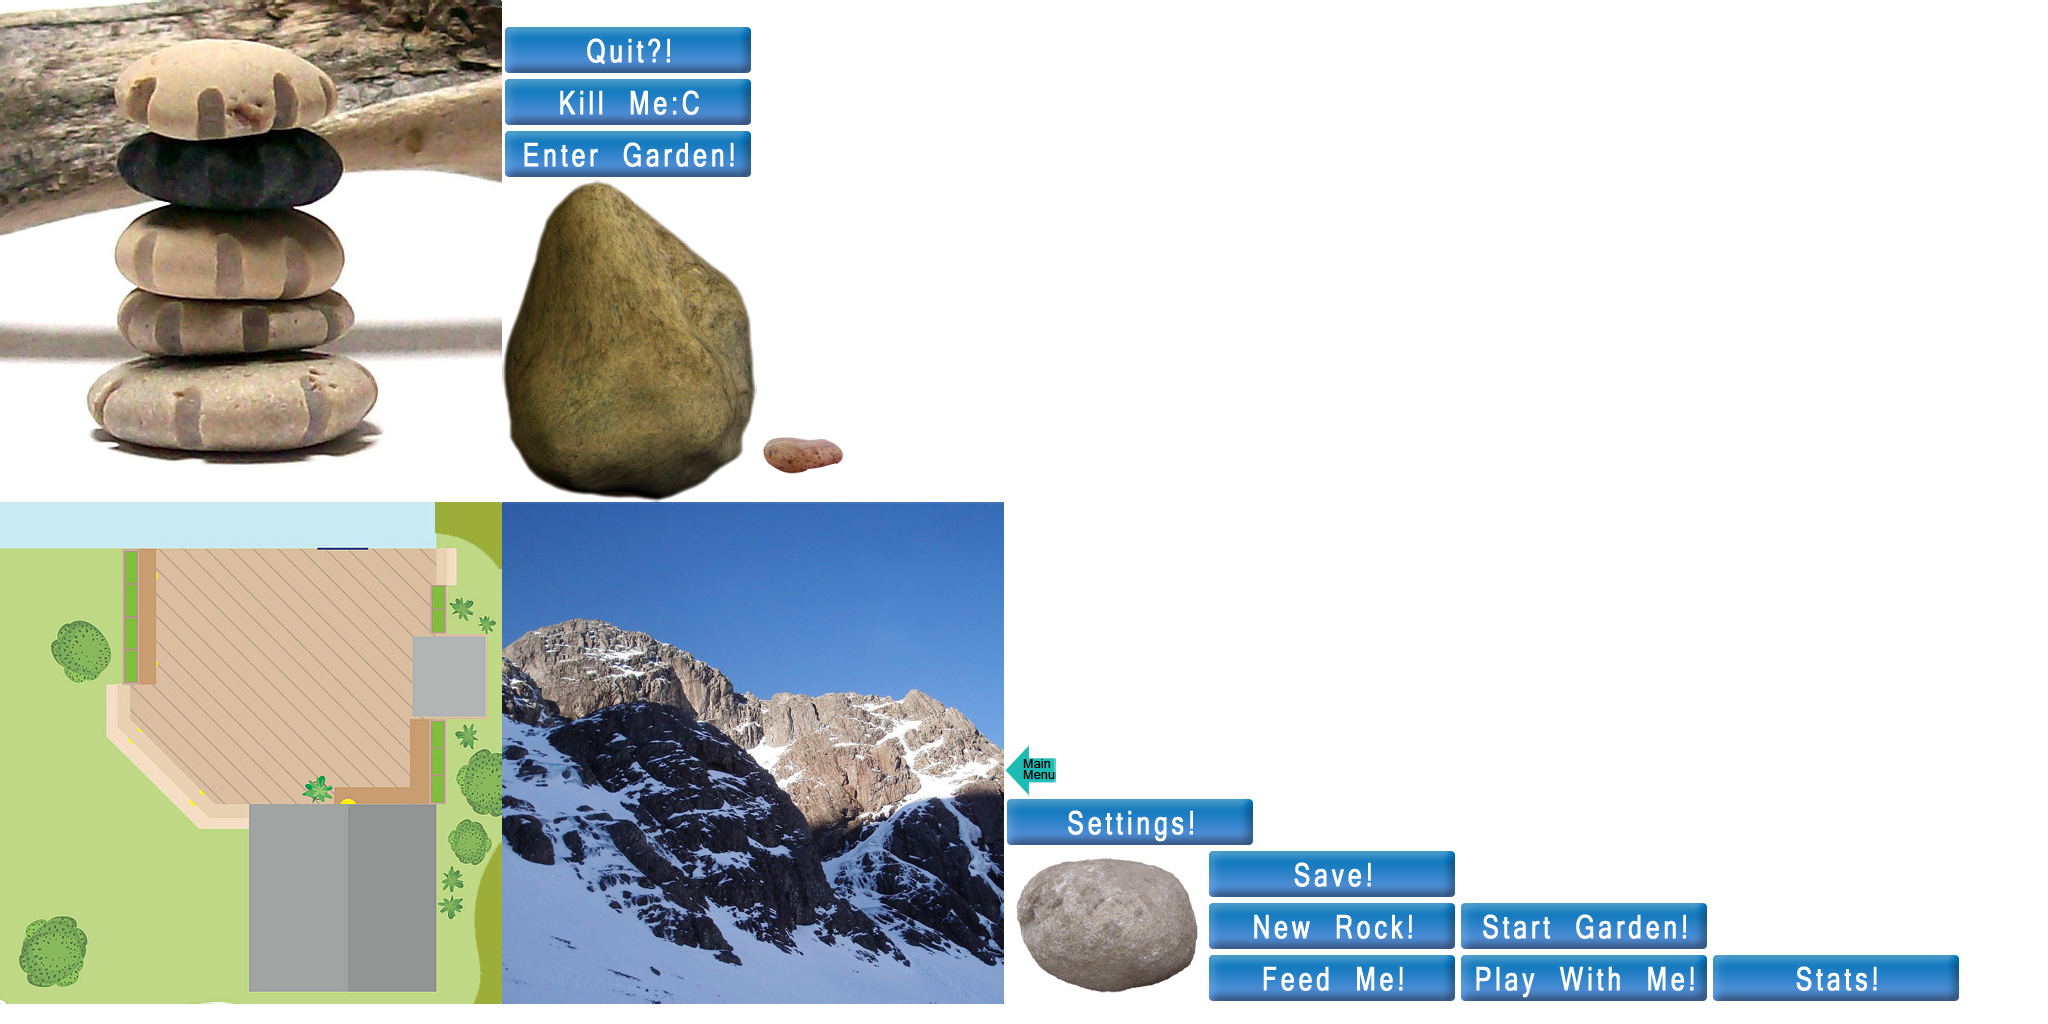 Quit?!
Kill Me:C
Enter Garden!
Main
Menu
Settings!
Save!
New Rock!
Start Garden!
Feed Me!
Play With Me!
Stats!